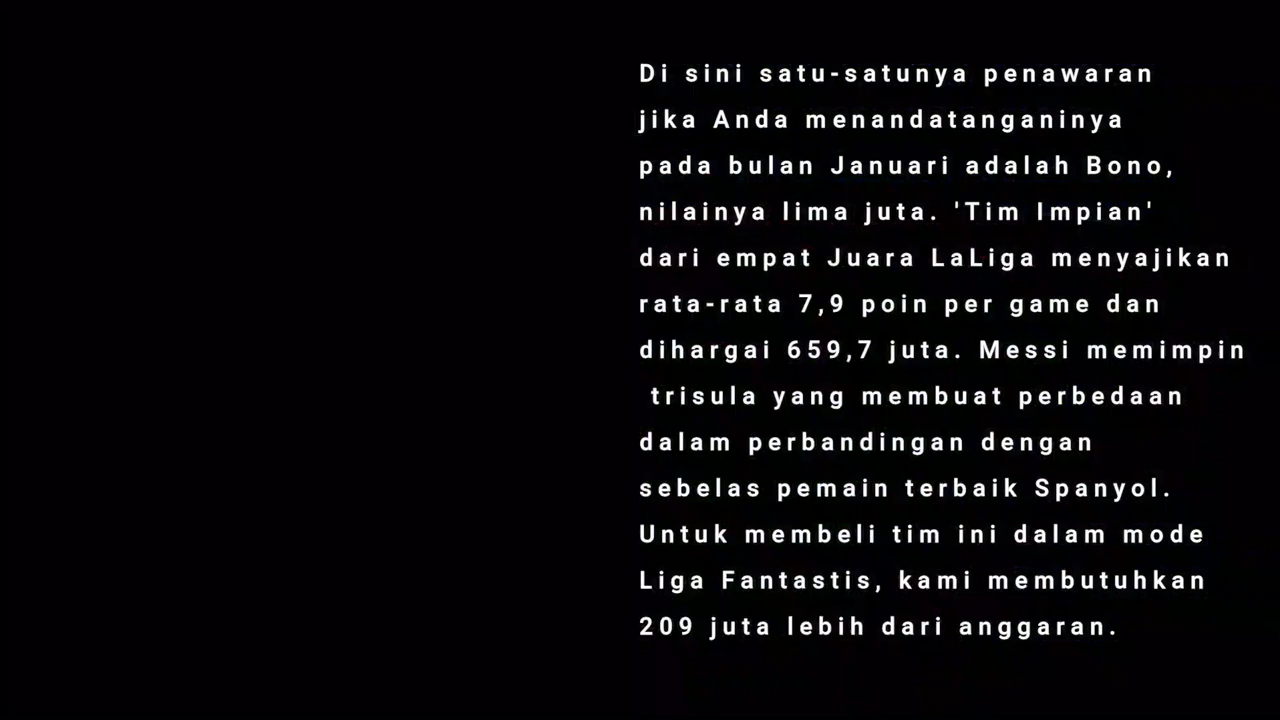 Di sini satu-satunya penawaran
jika Anda menandatanganinya
pada bulan Januari adalah Bono,
nilainya lima juta. 'Tim Impian'
dari empat Juara LaLiga menyajikan
rata-rata 7,9 poin per game dan
dihargai 659,7 juta. Messi memimpin
trisula yang membuat perbedaan
dalam perbandingan dengan
sebelas pemain terbaik Spanyol.
Untuk membeli tim ini dalam mode
Liga Fantastis, kami membutuhkan
209 juta lebih dari anggaran.